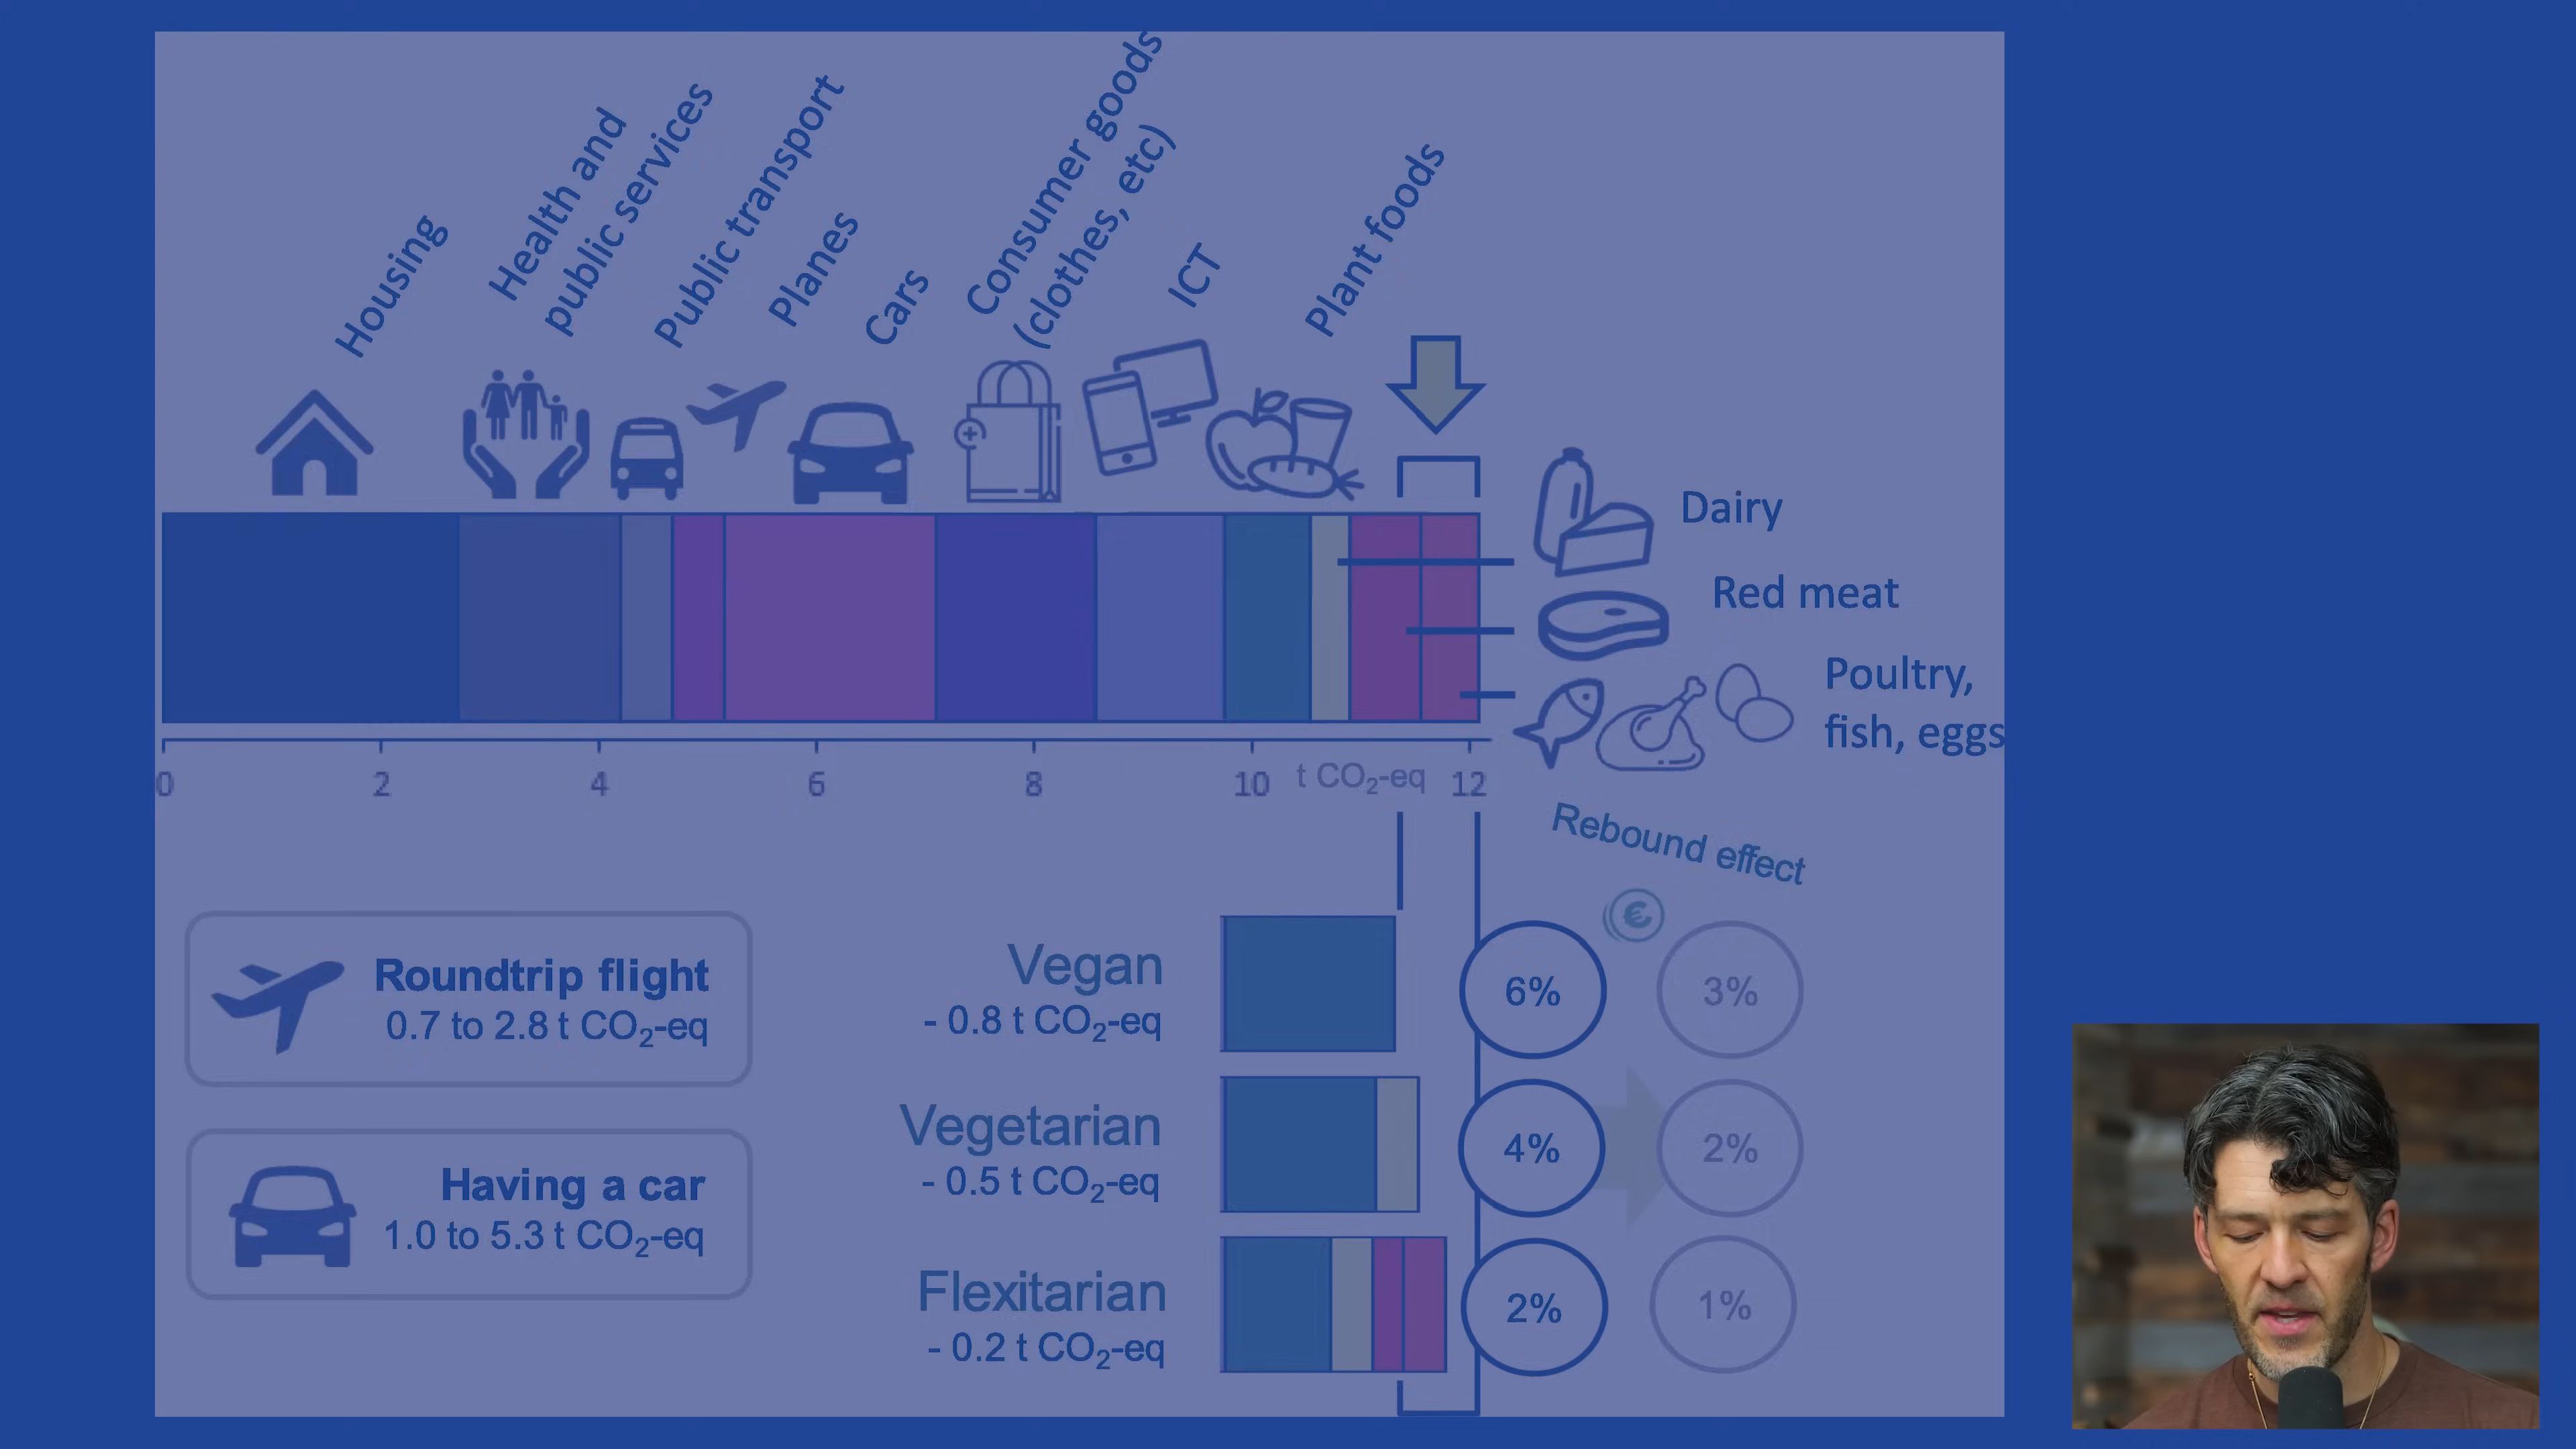 Housing
Health and
public services
Public transport
Planes
Cars
Consumer goods
(clothes, etc)
ICT
Plant foods
Dairy
Red meat
Poultry,
fish, eggs
0 2 4 6 8 10 t CO₂-eq 12
Rebound effect
€
Roundtrip flight
0.7 to 2.8 t CO₂-eq
Having a car
1.0 to 5.3 t CO₂-eq
Vegan
- 0.8 t CO₂-eq
6% 3%
Vegetarian
- 0.5 t CO₂-eq
4% 2%
Flexitarian
- 0.2 t CO₂-eq
2% 1%